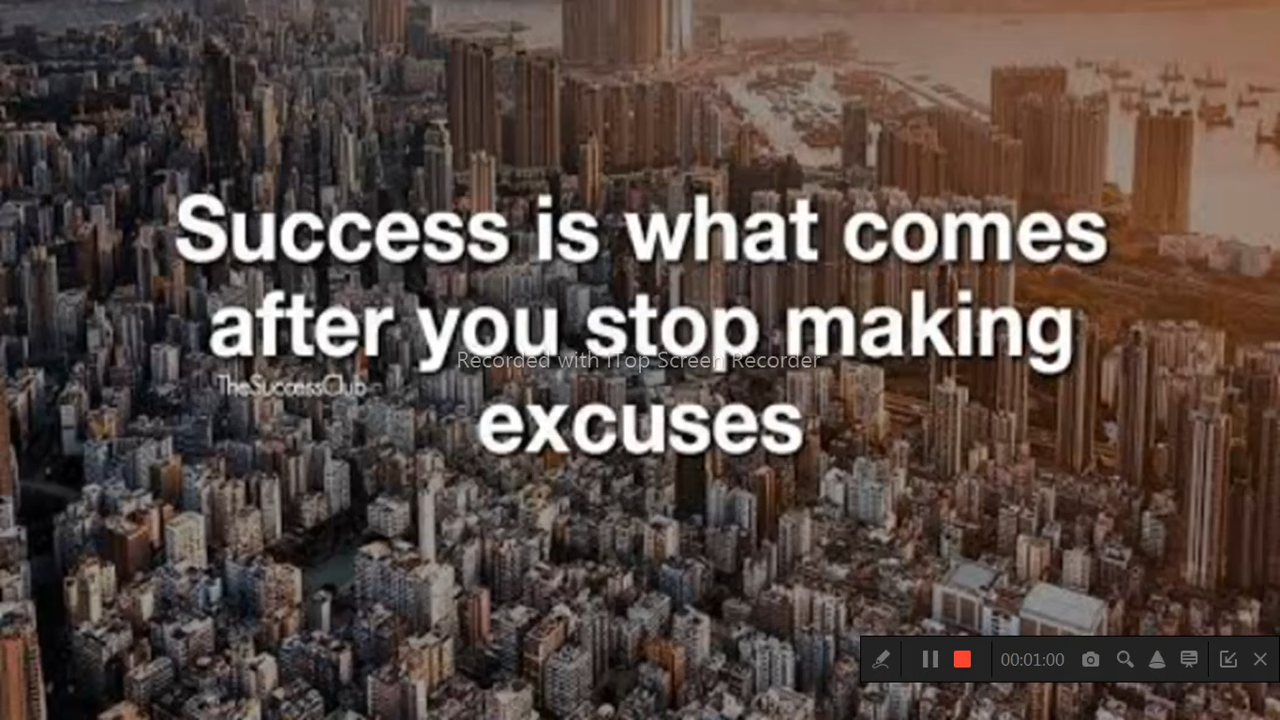 Success is what comes
after you stop making
Recorded with iTop Screen Recorder
TheSuccessClub
excuses
00:01:00